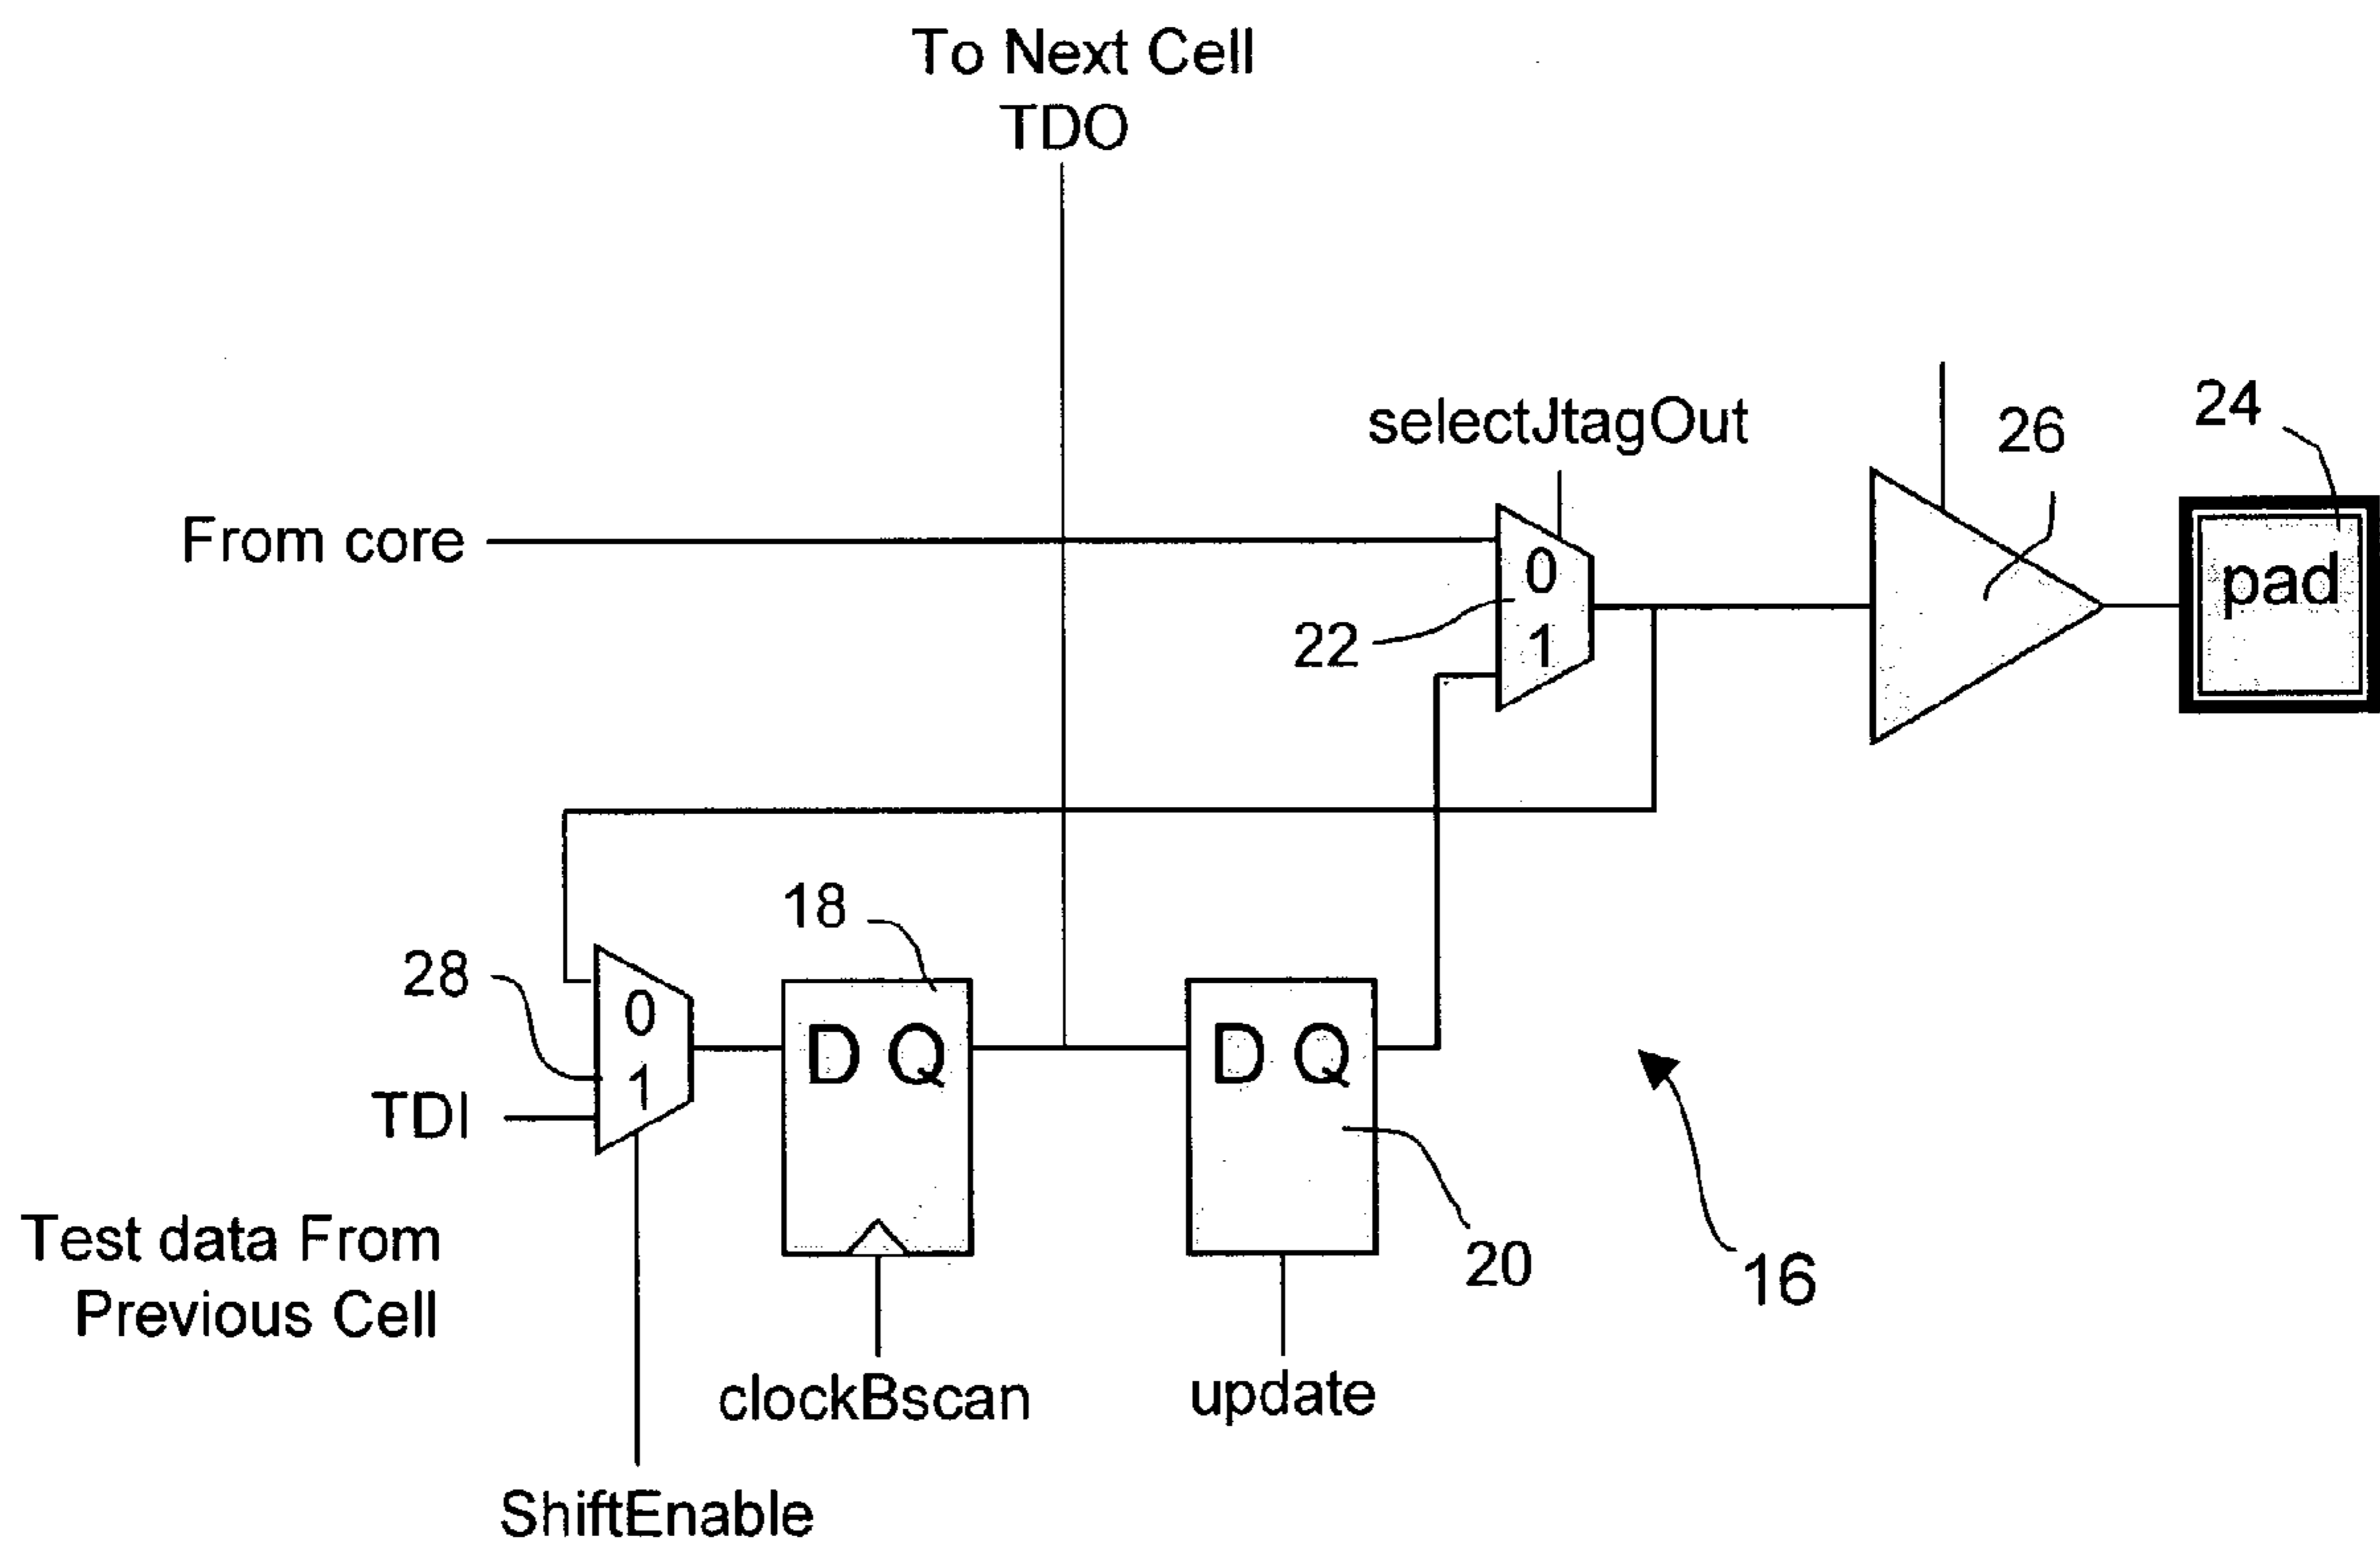 To Next Cell
TDO
selectJtagOut
24
26
From core
0
pad
22
1
18
28
0
D Q
D Q
1
TDI
Test data From
20
16
Previous Cell
clockBscan
update
ShiftEnable